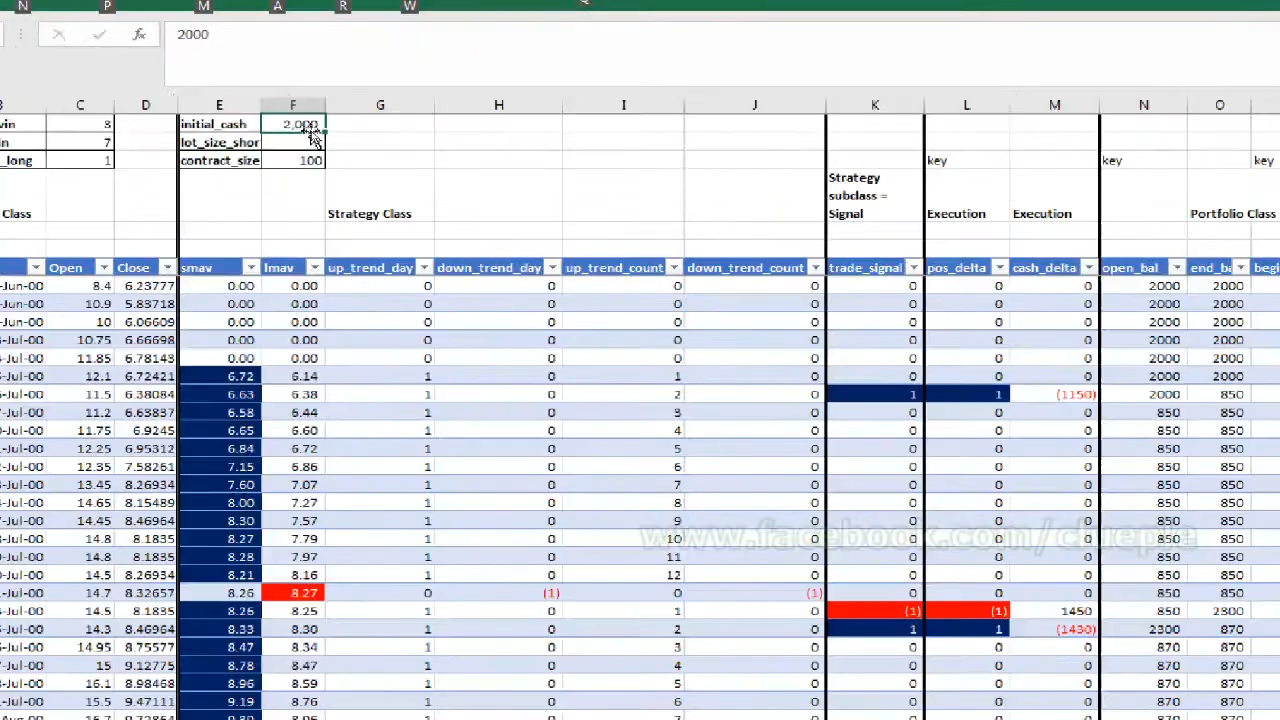 N P M A R W
2000
C D E F G H I J K L M N O
vin 8 initial_cash 2,000
in 7 lot_size_shor
_long 1 contract_size 100 key key key
Strategy
subclass =
Class Strategy Class Signal Execution Execution Portfolio Class
Open Close smav lmav up_trend_day down_trend_day up_trend_count down_trend_count trade_signal pos_delta cash_delta open_bal end_ba begi
-Jun-00 8.4 6.23777 0.00 0.00 0 0 0 0 0 0 0 2000 2000
-Jun-00 10.9 5.83718 0.00 0.00 0 0 0 0 0 0 0 2000 2000
-Jun-00 10 6.06609 0.00 0.00 0 0 0 0 0 0 0 2000 2000
-Jul-00 10.75 6.66698 0.00 0.00 0 0 0 0 0 0 0 2000 2000
-Jul-00 11.85 6.78143 0.00 0.00 0 0 0 0 0 0 0 2000 2000
-Jul-00 12.1 6.72421 6.72 6.14 1 0 1 0 0 0 0 2000 2000
-Jul-00 11.5 6.38084 6.63 6.38 1 0 2 0 1 1 (1150) 2000 850
-Jul-00 11.2 6.63837 6.58 6.44 1 0 3 0 0 0 0 850 850
-Jul-00 11.75 6.9245 6.65 6.60 1 0 4 0 0 0 0 850 850
-Jul-00 12.25 6.95312 6.84 6.72 1 0 5 0 0 0 0 850 850
-Jul-00 12.35 7.58261 7.15 6.86 1 0 6 0 0 0 0 850 850
-Jul-00 13.45 8.26934 7.60 7.07 1 0 7 0 0 0 0 850 850
-Jul-00 14.65 8.15489 8.00 7.27 1 0 8 0 0 0 0 850 850
-Jul-00 14.45 8.46964 8.30 7.57 1 0 9 0 0 0 0 850 850
-Jul-00 14.8 8.1835 8.27 7.79 1 0 10 0 0 0 0 850 850
www.facebook.com/cluepie
-Jul-00 14.8 8.1835 8.28 7.97 1 0 11 0 0 0 0 850 850
-Jul-00 14.5 8.26934 8.21 8.16 1 0 12 0 0 0 0 850 850
-Jul-00 14.7 8.32657 8.26 8.27 0 (1) 0 (1) 0 0 0 850 850
-Jul-00 14.5 8.1835 8.26 8.25 1 0 1 0 (1) (1) 1450 850 2300
-Jul-00 14.3 8.46964 8.33 8.30 1 0 2 0 1 1 (1430) 2300 870
-Jul-00 14.95 8.75577 8.47 8.34 1 0 3 0 0 0 0 870 870
-Jul-00 15 9.12775 8.78 8.47 1 0 4 0 0 0 0 870 870
-Jul-00 16.1 8.98468 8.96 8.59 1 0 5 0 0 0 0 870 870
-Jul-00 15.5 9.47111 9.19 8.76 1 0 6 0 0 0 0 870 870